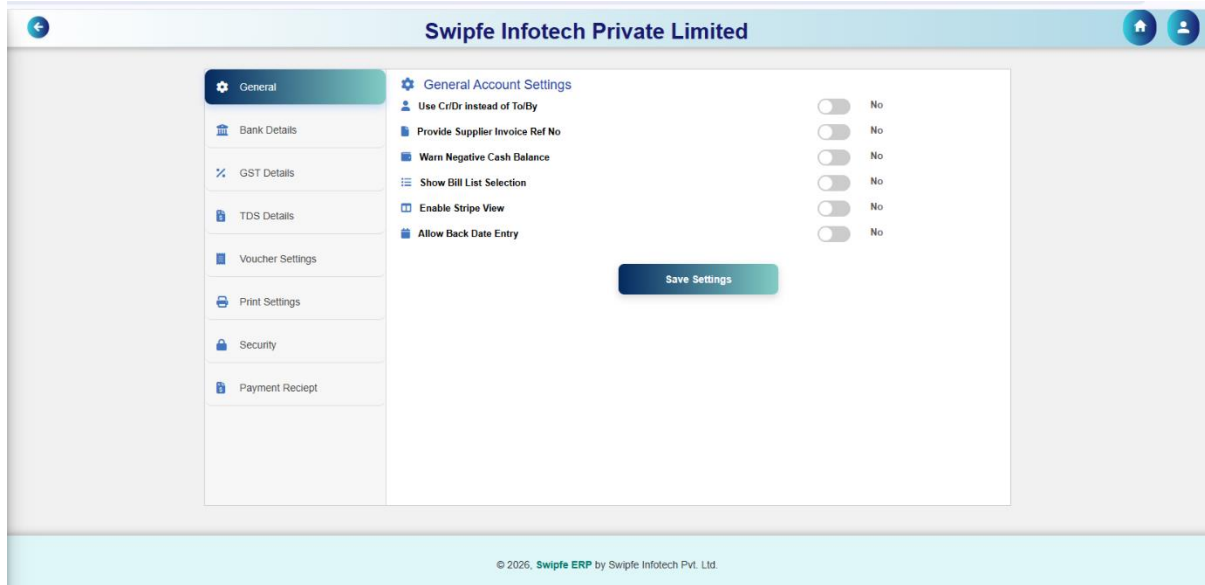 Swipfe Infotech Private Limited
General
Bank Details
GST Details
TDS Details
Voucher Settings
Print Settings
Security
Payment Reciept
General Account Settings
Use Cr/Dr instead of To/By No
Provide Supplier Invoice Ref No No
Warn Negative Cash Balance No
Show Bill List Selection No
Enable Stripe View No
Allow Back Date Entry No
Save Settings
© 2026, Swipfe ERP by Swipfe Infotech Pvt. Ltd.